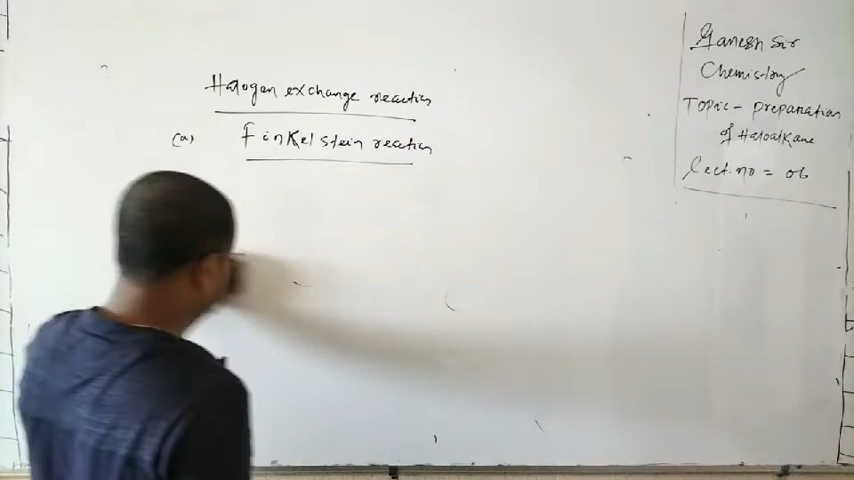 Halogen exchange reaction
(a) Finkelstein reaction
Ganesh Sir
Chemistry
Topic - preparation
of Haloalkane
Lect. no = 06